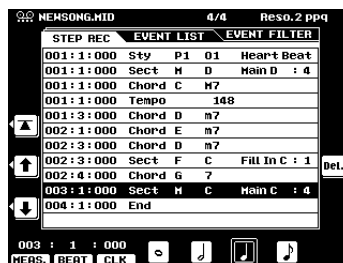 NEWSONG.MID 4/4 Reso.2 ppq
STEP REC EVENT LIST EVENT FILTER
001:1:000 Sty P1 01 Heart Beat
001:1:000 Sect M D Main D : 4
001:1:000 Chord C M7
001:1:000 Tempo 148
001:3:000 Chord D m7
002:1:000 Chord E m7
002:3:000 Chord D m7
002:3:000 Sect F C Fill In C : 1
002:4:000 Chord G 7
003:1:000 Sect M C Main C : 4
004:1:000 End
Del.
003 : 1 : 000
MEAS. BEAT CLK